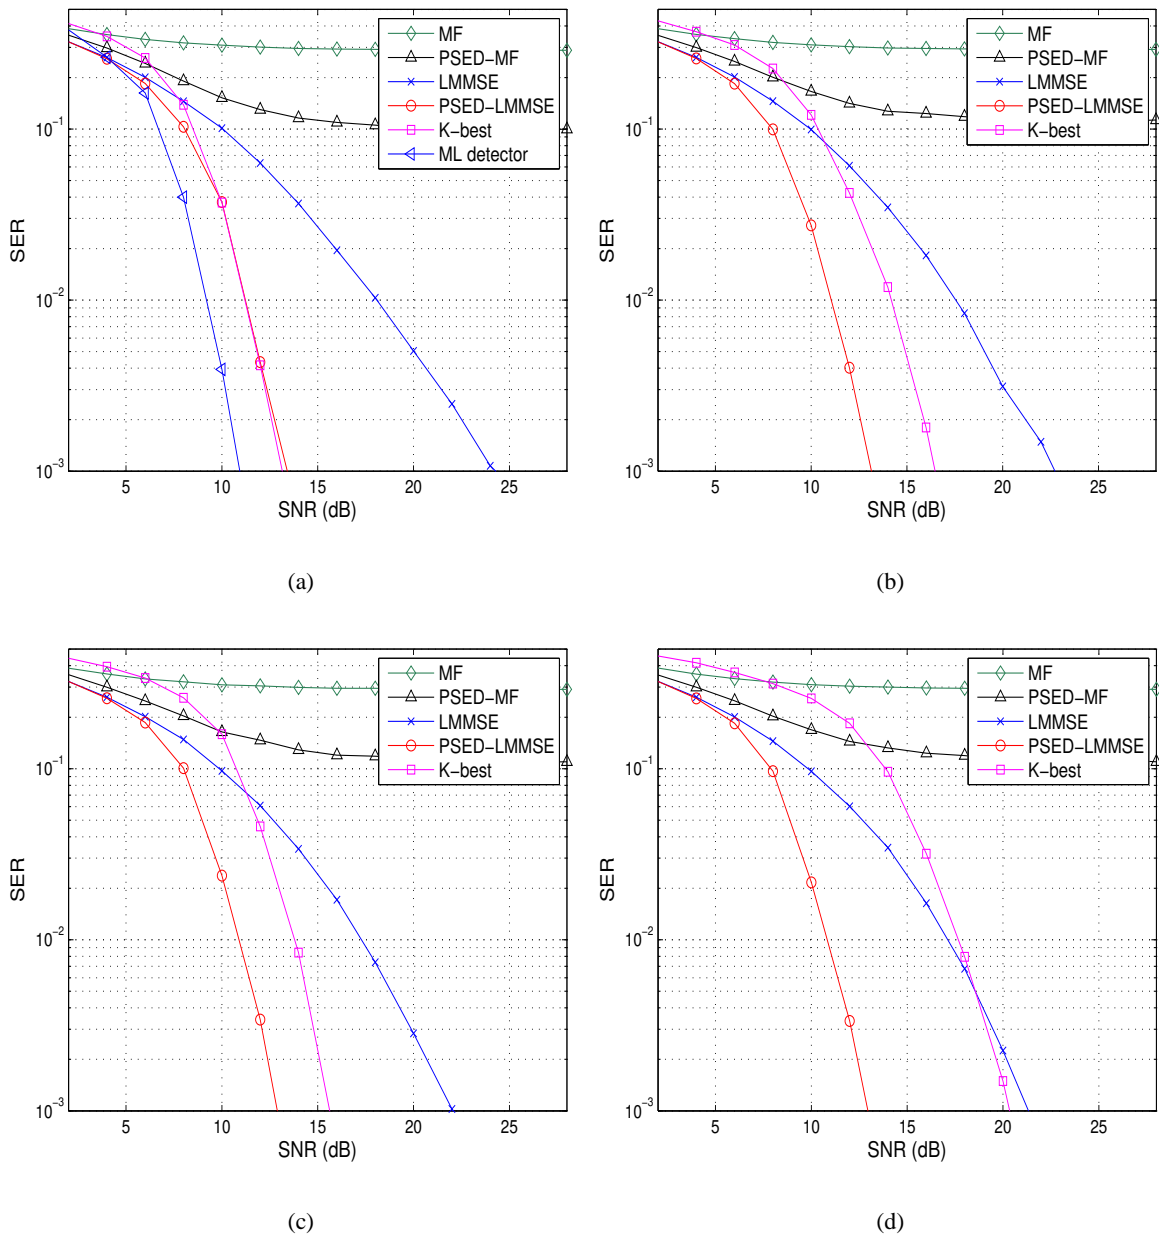 MF
PSED-MF
LMMSE
PSED-LMMSE
K-best
ML detector
10^-1
10^-2
10^-3
SER
5 10 15 20 25
SNR (dB)
(a)
MF
PSED-MF
LMMSE
PSED-LMMSE
K-best
10^-1
10^-2
10^-3
SER
5 10 15 20 25
SNR (dB)
(b)
MF
PSED-MF
LMMSE
PSED-LMMSE
K-best
10^-1
10^-2
10^-3
SER
5 10 15 20 25
SNR (dB)
(c)
MF
PSED-MF
LMMSE
PSED-LMMSE
K-best
10^-1
10^-2
10^-3
SER
5 10 15 20 25
SNR (dB)
(d)